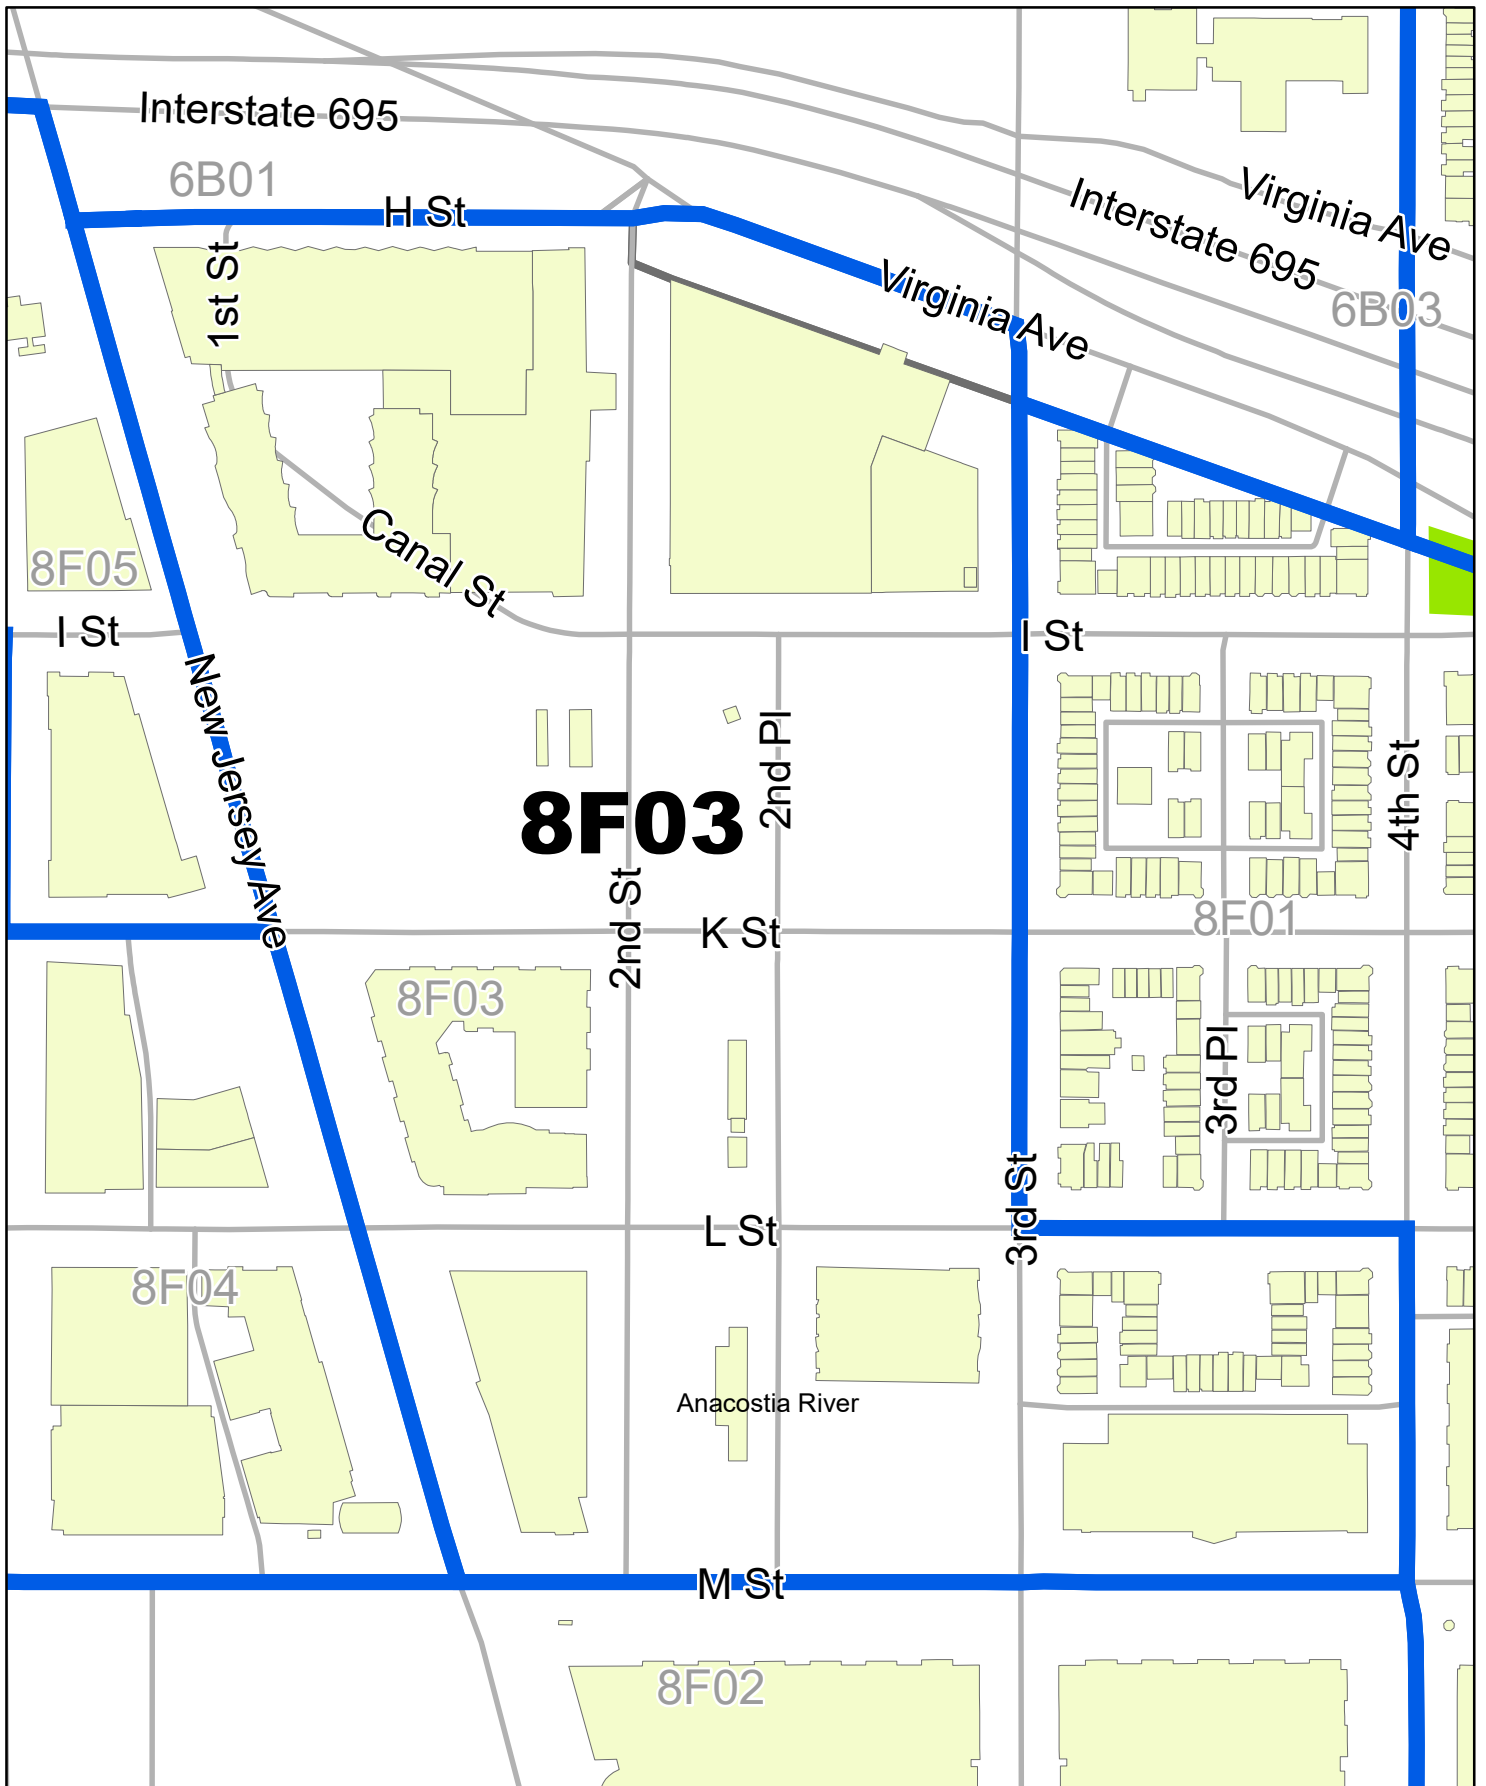 Interstate 695
6B01
H St
Virginia Ave
Interstate 695
1st St
Virginia Ave
6B03
Canal St
8F05
I St
I St
New Jersey Ave
2nd Pl
4th St
8F03
2nd St
K St
8F01
8F03
3rd Pl
3rd St
L St
8F04
Anacostia River
M St
8F02